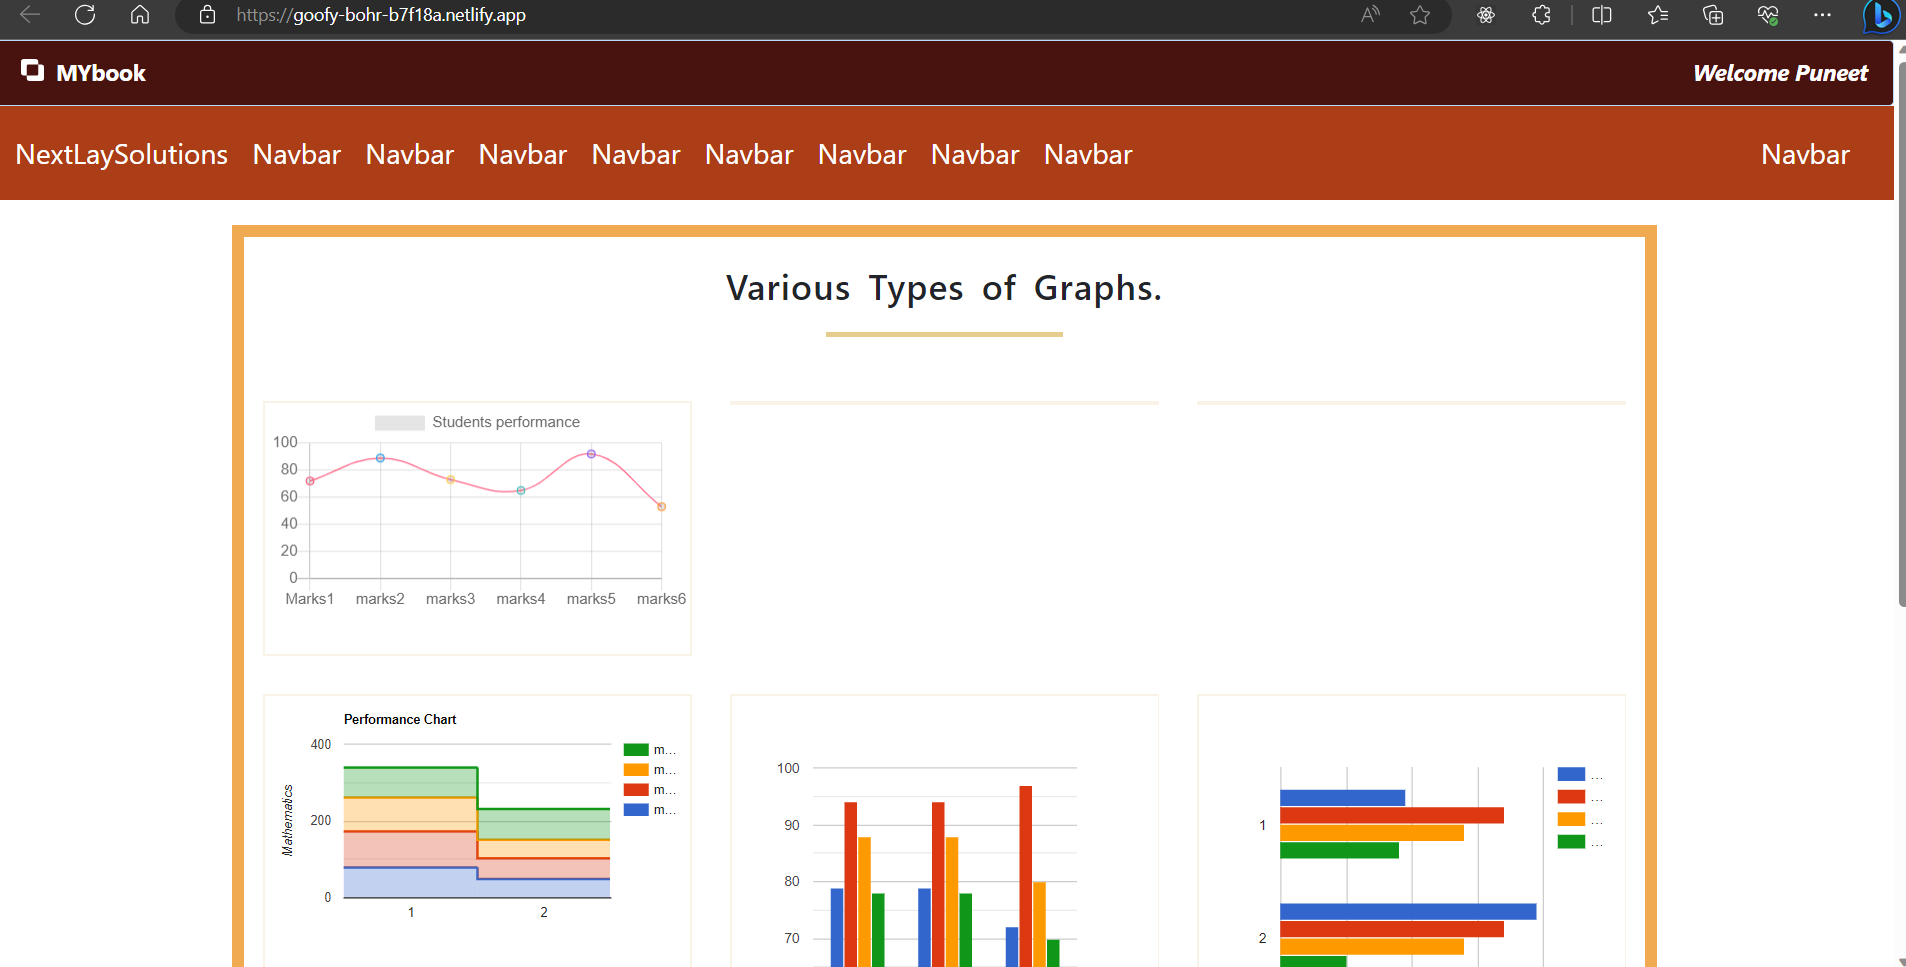 https://goofy-bohr-b7f18a.netlify.app
MYbook
Welcome Puneet
NextLaySolutions Navbar Navbar Navbar Navbar Navbar Navbar Navbar Navbar Navbar
Various Types of Graphs.
Students performance
100
80
60
40
20
0
Marks1 marks2 marks3 marks4 marks5 marks6
Performance Chart
Mathematics
400
200
0
1 2
m...
m...
m...
m...
100
90
80
70
1
2
...
...
...
...